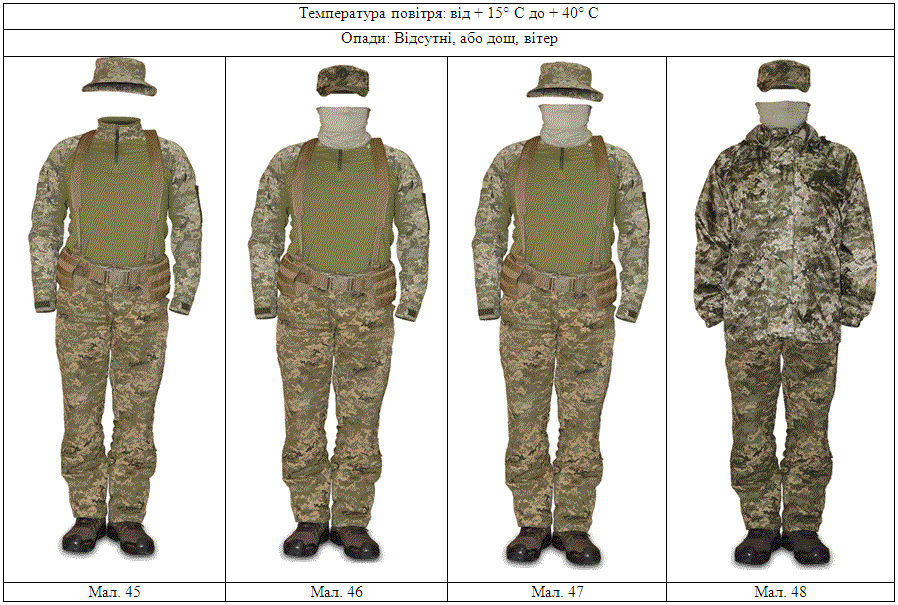 Температура повітря: від + 15° С до + 40° С
Опади: Відсутні, або дощ, вітер
Мал. 45
Мал. 46
Мал. 47
Мал. 48